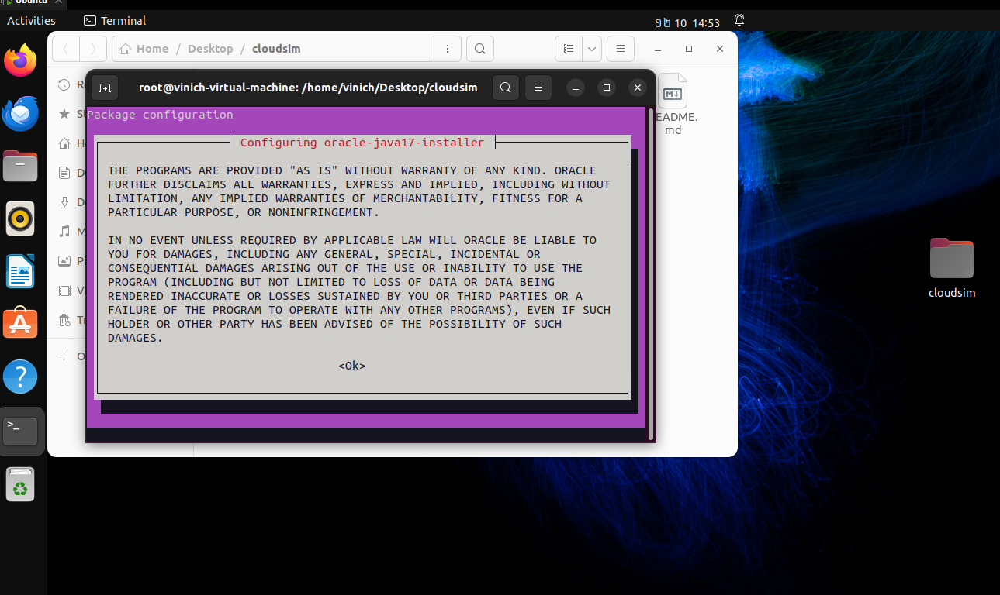 Ubuntu
Activities
Terminal
10 14:53
Home / Desktop / cloudsim
root@vinich-virtual-machine: /home/vinich/Desktop/cloudsim
Package configuration
Configuring oracle-java17-installer
THE PROGRAMS ARE PROVIDED "AS IS" WITHOUT WARRANTY OF ANY KIND. ORACLE
FURTHER DISCLAIMS ALL WARRANTIES, EXPRESS AND IMPLIED, INCLUDING WITHOUT
LIMITATION, ANY IMPLIED WARRANTIES OF MERCHANTABILITY, FITNESS FOR A
PARTICULAR PURPOSE, OR NONINFRINGEMENT.
IN NO EVENT UNLESS REQUIRED BY APPLICABLE LAW WILL ORACLE BE LIABLE TO
YOU FOR DAMAGES, INCLUDING ANY GENERAL, SPECIAL, INCIDENTAL OR
CONSEQUENTIAL DAMAGES ARISING OUT OF THE USE OR INABILITY TO USE THE
PROGRAM (INCLUDING BUT NOT LIMITED TO LOSS OF DATA OR DATA BEING
RENDERED INACCURATE OR LOSSES SUSTAINED BY YOU OR THIRD PARTIES OR A
FAILURE OF THE PROGRAM TO OPERATE WITH ANY OTHER PROGRAMS), EVEN IF SUCH
HOLDER OR OTHER PARTY HAS BEEN ADVISED OF THE POSSIBILITY OF SUCH
DAMAGES.
<Ok>
EADME.
md
cloudsim